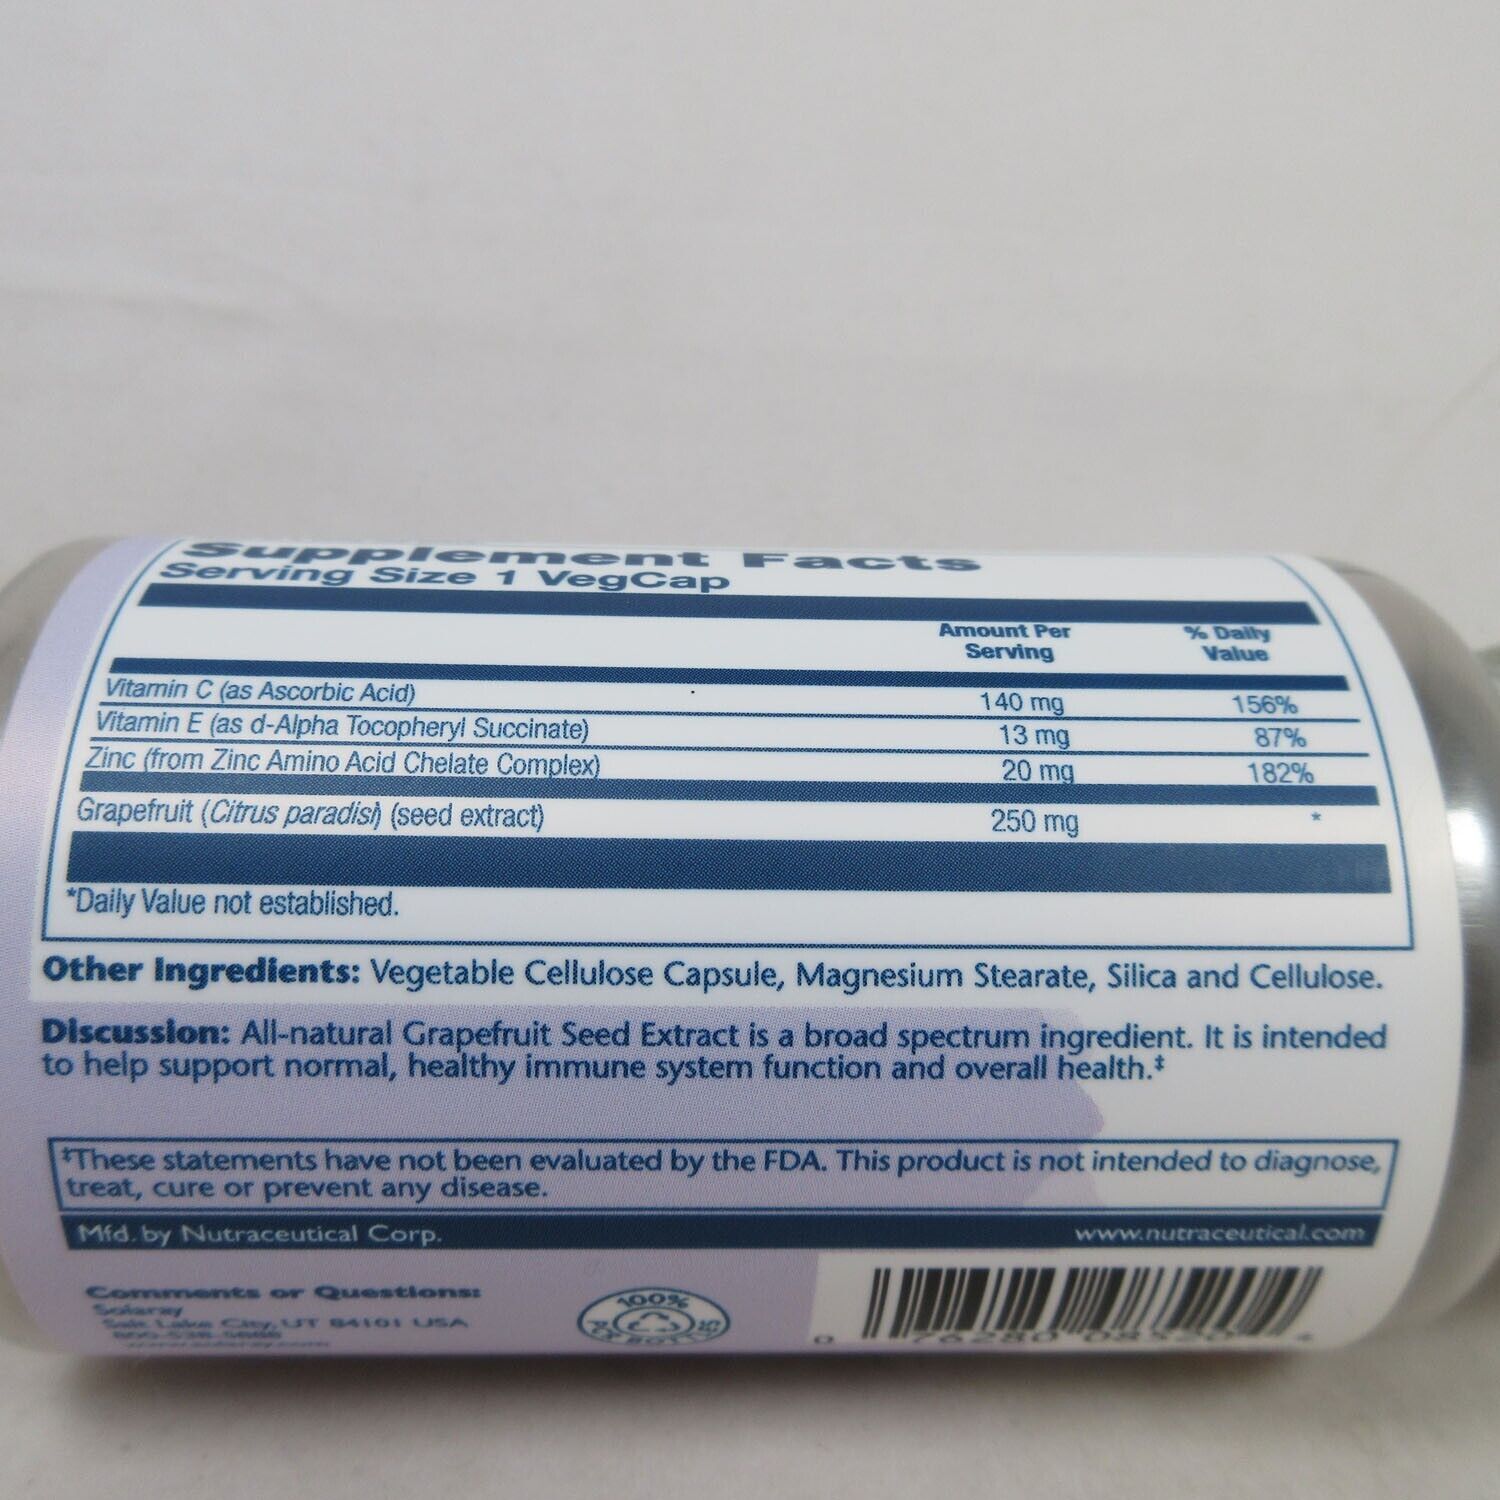 Supplement Facts
Serving Size 1 VegCap
Amount Per Serving
% Daily Value
Vitamin C (as Ascorbic Acid) 140 mg 156%
Vitamin E (as d-Alpha Tocopheryl Succinate) 13 mg 87%
Zinc (from Zinc Amino Acid Chelate Complex) 20 mg 182%
Grapefruit (Citrus paradisi) (seed extract) 250 mg *
*Daily Value not established.
Other Ingredients: Vegetable Cellulose Capsule, Magnesium Stearate, Silica and Cellulose.
Discussion: All-natural Grapefruit Seed Extract is a broad spectrum ingredient. It is intended
to help support normal, healthy immune system function and overall health.‡
‡These statements have not been evaluated by the FDA. This product is not intended to diagnose,
treat, cure or prevent any disease.
Mfd. by Nutraceutical Corp. www.nutraceutical.com
Comments or Questions:
Solaray
Salt Lake City, UT 84101 USA
100%